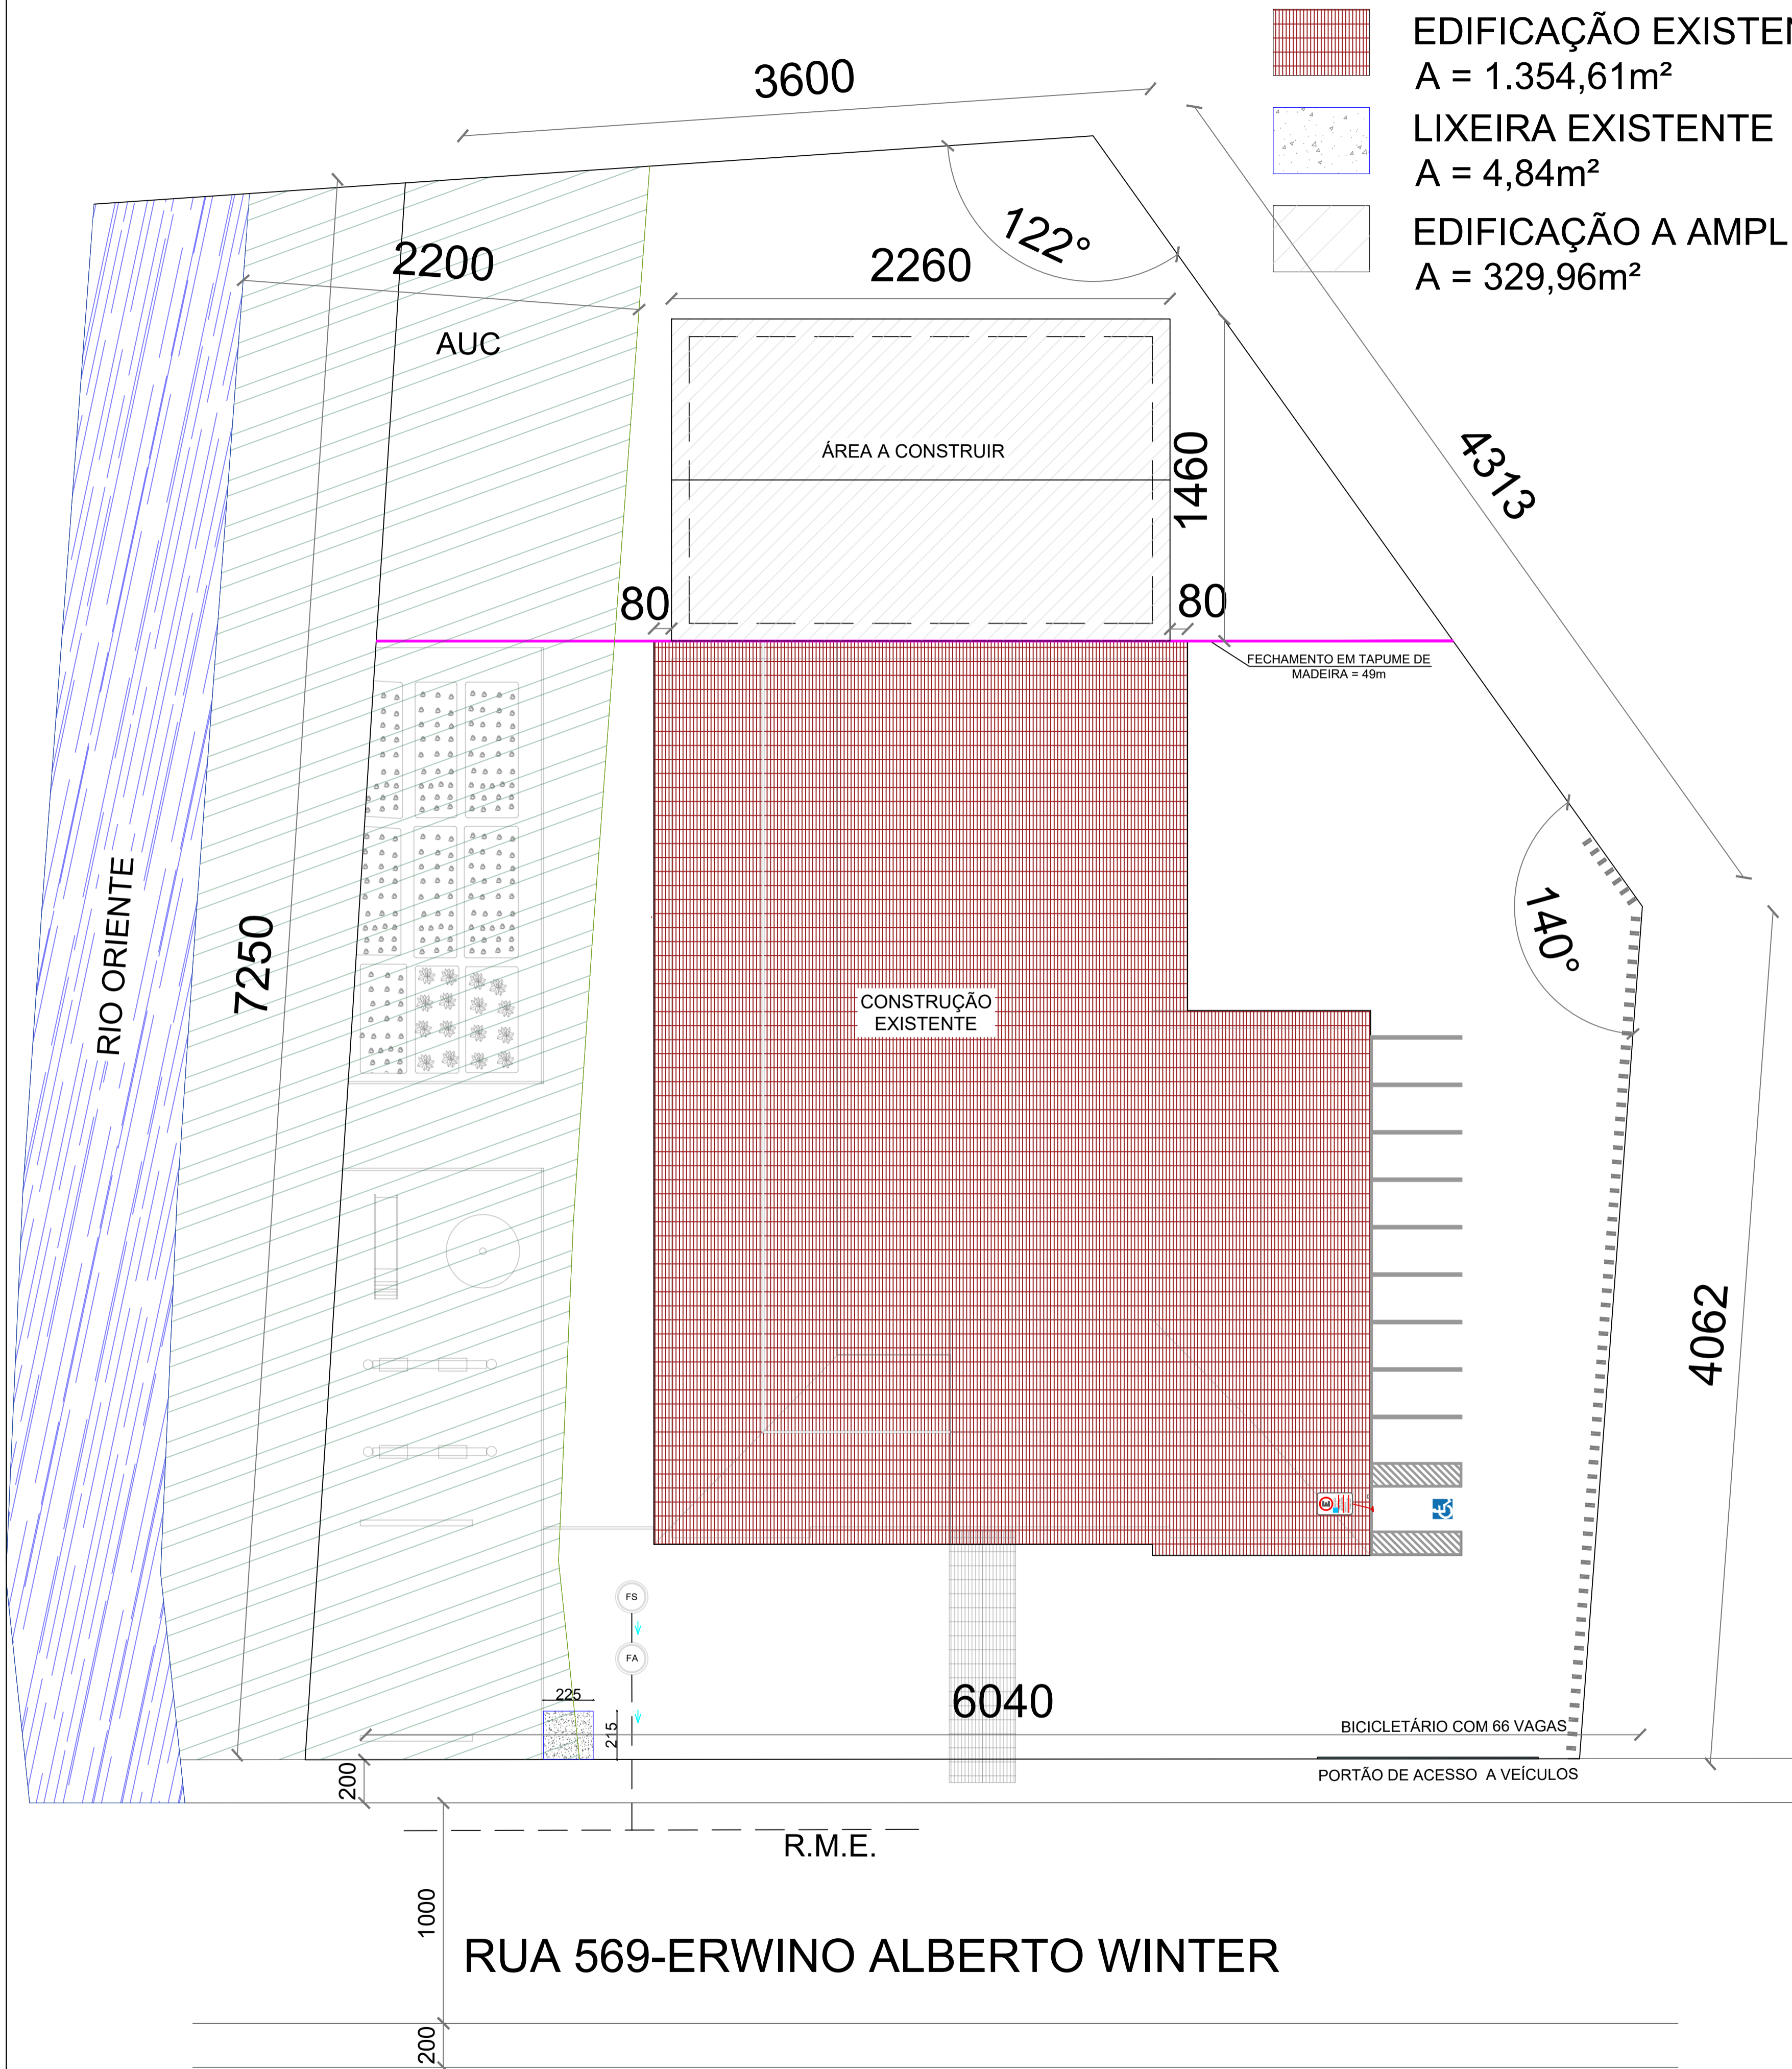 EDIFICAÇÃO EXISTEN
A = 1.354,61m²
LIXEIRA EXISTENTE
A = 4,84m²
EDIFICAÇÃO A AMPL
A = 329,96m²
3600
122°
2200
2260
AUC
ÁREA A CONSTRUIR
1460
4313
80
80
FECHAMENTO EM TAPUME DE
MADEIRA = 49m
RIO ORIENTE
7250
140°
CONSTRUÇÃO
EXISTENTE
4062
FS
FA
225
215
6040
BICICLETÁRIO COM 66 VAGAS
PORTÃO DE ACESSO A VEÍCULOS
200
R.M.E.
1000
RUA 569-ERWINO ALBERTO WINTER
200